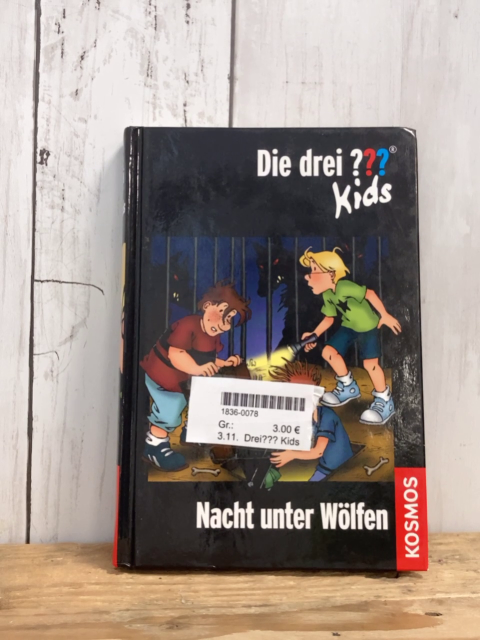 Die drei ???®
Kids
1836-0078
Gr.: 3.00 €
3.11. Drei??? Kids
Nacht unter Wölfen
KOSMOS